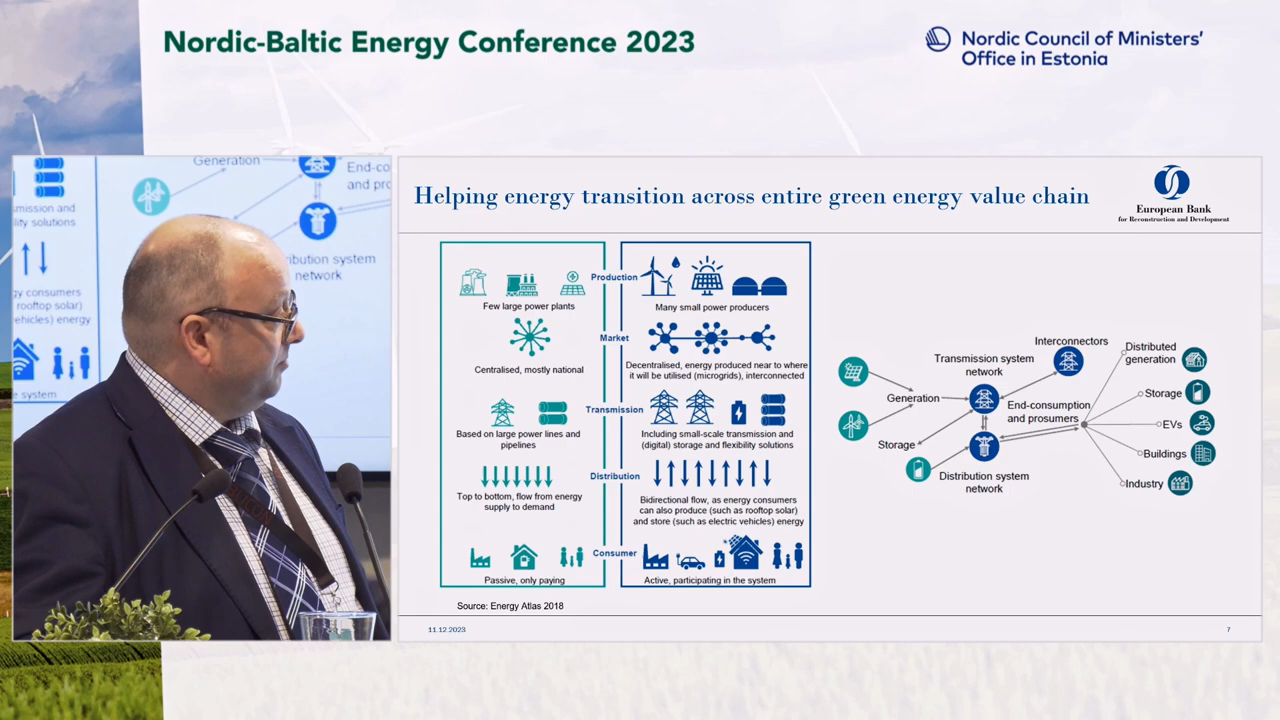 Nordic-Baltic Energy Conference 2023
Nordic Council of Ministers'
Office in Estonia
Generation
End-co
and pro
mission and
lity solutions
ibution system
network
gy consumers
rooftop solar)
vehicles) energy
e system
Helping energy transition across entire green energy value chain
European Bank
for Reconstruction and Development
Production
Few large power plants
Many small power producers
Market
Centralised, mostly national
Decentralised, energy produced near to where
it will be utilised (microgrids), interconnected
Transmission
Based on large power lines and
pipelines
Including small-scale transmission and
(digital) storage and flexibility solutions
Distribution
Top to bottom, flow from energy
supply to demand
Bidirectional flow, as energy consumers
can also produce (such as rooftop solar)
and store (such as electric vehicles) energy
Consumer
Passive, only paying
Active, participating in the system
Source: Energy Atlas 2018
Interconnectors
Transmission system
network
Generation
End-consumption
and prosumers
Storage
Distribution system
network
Distributed
generation
Storage
EVs
Buildings
Industry
11.12.2023
7